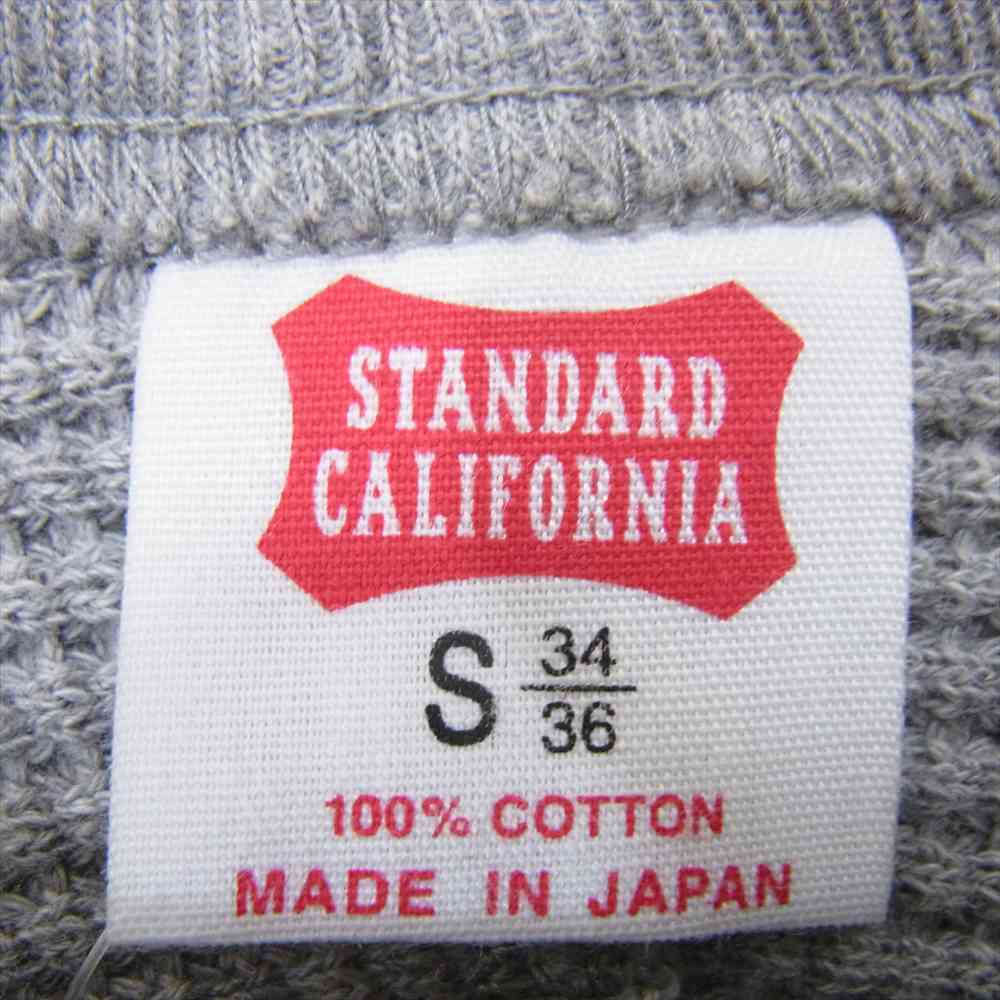 STANDARD
CALIFORNIA
S 34/36
100% COTTON
MADE IN JAPAN